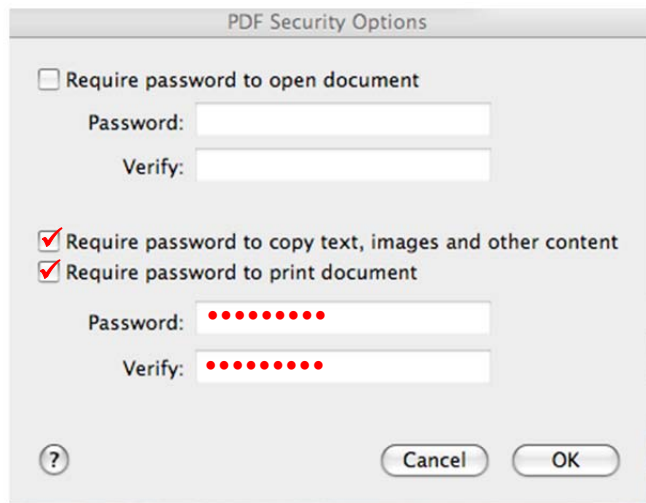 PDF Security Options
Require password to open document
Password:
Verify:
Require password to copy text, images and other content
Require password to print document
Password: •••••••••
Verify: •••••••••
? Cancel OK